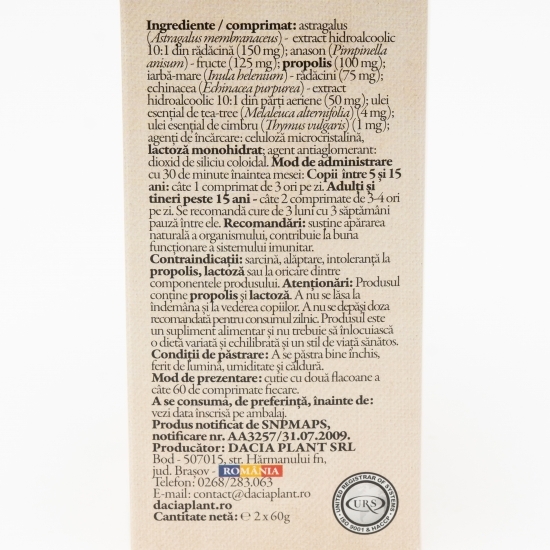 Ingrediente / comprimat: astragalus
(Astragalus membranaceus) - extract hidroalcoolic
10:1 din rădăcină (150 mg); anason (Pimpinella
anisum) - fructe (125 mg); propolis (100 mg);
iarbă-mare (Inula helenium) - rădăcini (75 mg);
echinacea (Echinacea purpurea) - extract
hidroalcoolic 10:1 din părți aeriene (50 mg); ulei
esențial de tea-tree (Melaleuca alternifolia) (4 mg);
ulei esențial de cimbru (Thymus vulgaris) (1 mg);
agenți de încărcare: celuloză microcristalină,
lactoză monohidrat; agent antiaglomerant:
dioxid de siliciu coloidal. Mod de administrare
cu 30 de minute înaintea mesei: Copii între 5 și 15
ani: câte 1 comprimat de 3 ori pe zi. Adulți și
tineri peste 15 ani - câte 2 comprimate de 3-4 ori
pe zi. Se recomandă cure de 3 luni cu 3 săptămâni
pauză între ele. Recomandări: susține apărarea
naturală a organismului, contribuie la buna
funcționare a sistemului imunitar.
Contraindicații: sarcină, alăptare, intoleranță la
propolis, lactoză sau la oricare dintre
componentele produsului. Atenționări: Produsul
conține propolis și lactoză. A nu se lăsa la
îndemâna și la vederea copiilor. A nu se depăși doza
recomandată pentru consumul zilnic. Produsul este
un supliment alimentar și nu trebuie să înlocuiască
o dietă variată și echilibrată și un stil de viață sănătos.
Condiții de păstrare: A se păstra bine închis,
ferit de lumină, umiditate și căldură.
Mod de prezentare: cutie cu două flacoane a
câte 60 de comprimate fiecare.
A se consuma, de preferință, înainte de:
vezi data înscrisă pe ambalaj.
Produs notificat de SNPMAPS,
notificare nr. AA3257/31.07.2009.
Producător: DACIA PLANT SRL
Bod - 507015, str. Hărmanului fn,
jud. Brașov - ROMÂNIA
Telefon: 0268/283.063
E-mail: contact@daciaplant.ro
daciaplant.ro
Cantitate netă: ℮ 2 x 60g
UNITED REGISTRAR OF SYSTEMS
URS
ISO 9001 & HACCP